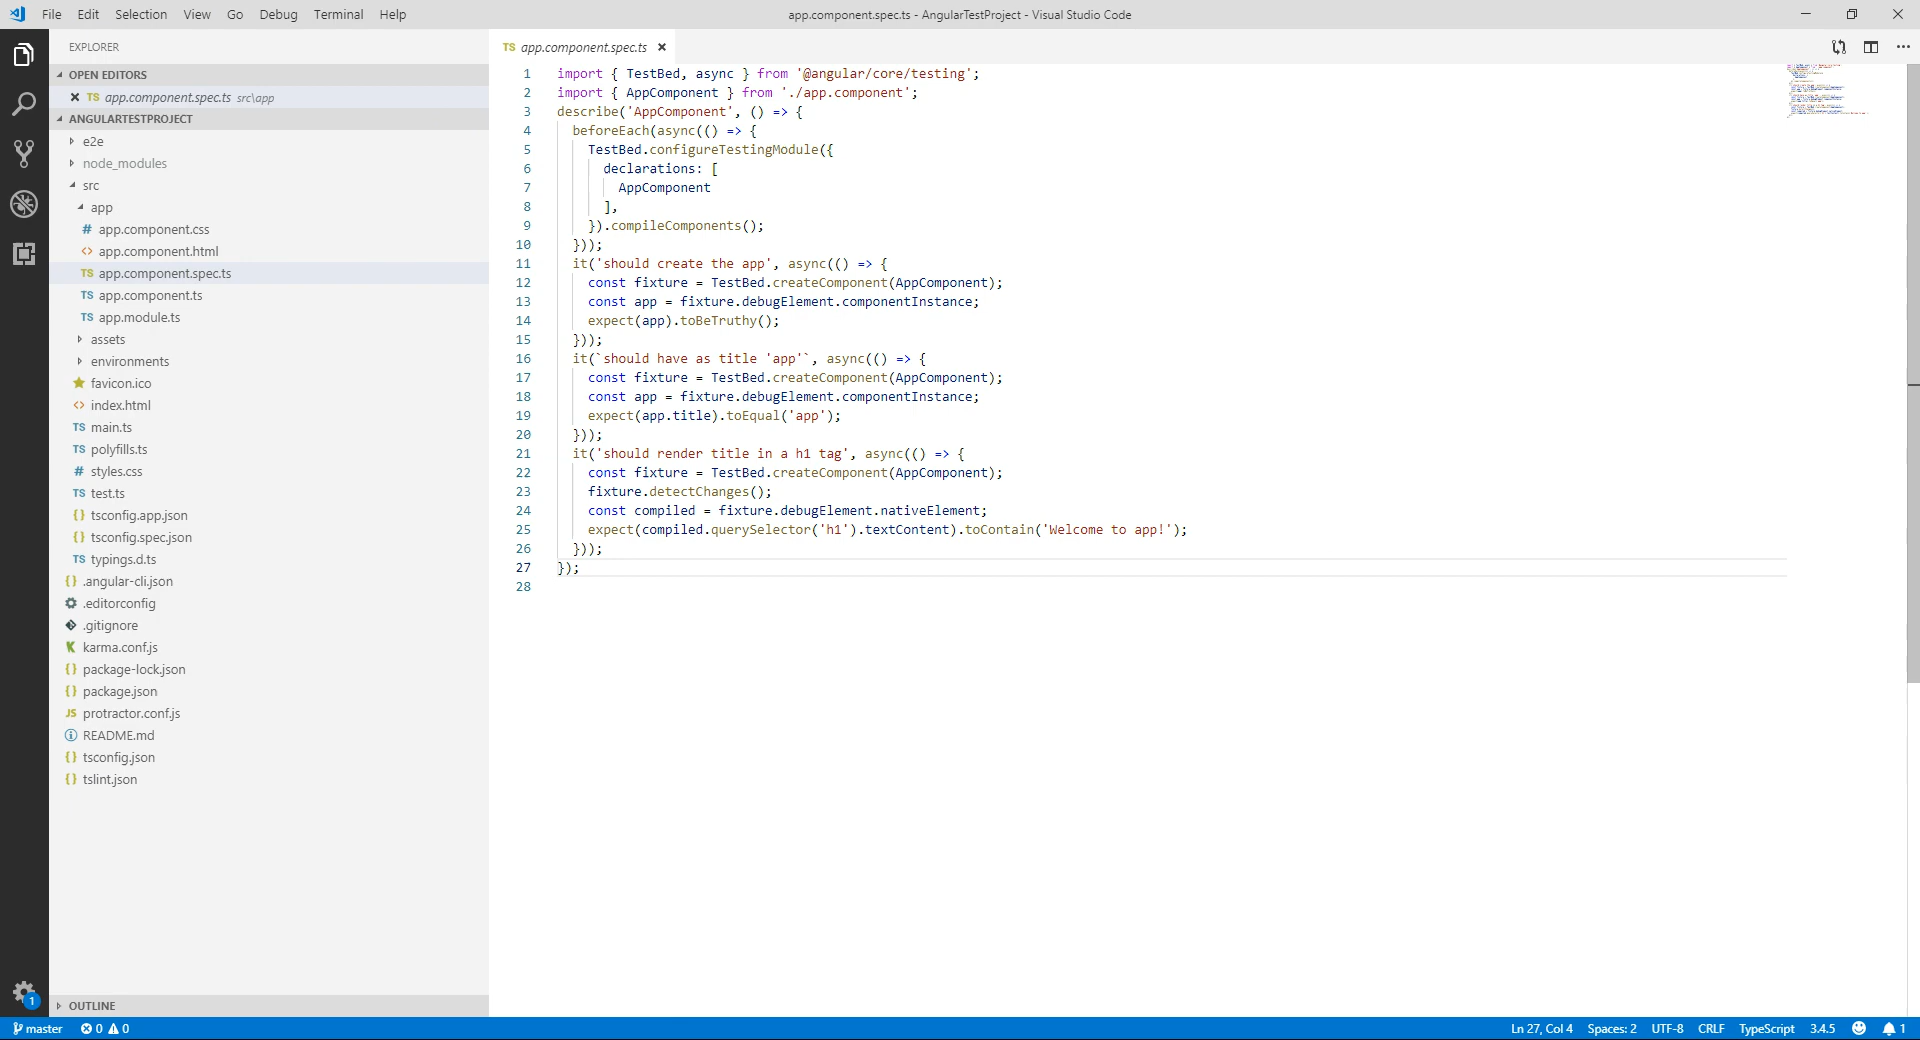 File Edit Selection View Go Debug Terminal Help
app.component.spec.ts - AngularTestProject - Visual Studio Code
EXPLORER
OPEN EDITORS
TS app.component.spec.ts src\app
ANGULARTESTPROJECT
e2e
node_modules
src
app
# app.component.css
<> app.component.html
TS app.component.spec.ts
TS app.component.ts
TS app.module.ts
assets
environments
favicon.ico
<> index.html
TS main.ts
TS polyfills.ts
# styles.css
TS test.ts
{} tsconfig.app.json
{} tsconfig.spec.json
TS typings.d.ts
{} .angular-cli.json
.editorconfig
.gitignore
karma.conf.js
{} package-lock.json
{} package.json
JS protractor.conf.js
README.md
{} tsconfig.json
{} tslint.json
OUTLINE
TS app.component.spec.ts
1 import { TestBed, async } from '@angular/core/testing';
2 import { AppComponent } from './app.component';
3 describe('AppComponent', () => {
4 beforeEach(async(() => {
5 TestBed.configureTestingModule({
6 declarations: [
7 AppComponent
8 ],
9 }).compileComponents();
10 }));
11 it('should create the app', async(() => {
12 const fixture = TestBed.createComponent(AppComponent);
13 const app = fixture.debugElement.componentInstance;
14 expect(app).toBeTruthy();
15 }));
16 it(`should have as title 'app'`, async(() => {
17 const fixture = TestBed.createComponent(AppComponent);
18 const app = fixture.debugElement.componentInstance;
19 expect(app.title).toEqual('app');
20 }));
21 it('should render title in a h1 tag', async(() => {
22 const fixture = TestBed.createComponent(AppComponent);
23 fixture.detectChanges();
24 const compiled = fixture.debugElement.nativeElement;
25 expect(compiled.querySelector('h1').textContent).toContain('Welcome to app!');
26 }));
27 });
28
1
master 0 0
Ln 27, Col 4 Spaces: 2 UTF-8 CRLF TypeScript 3.4.5 1